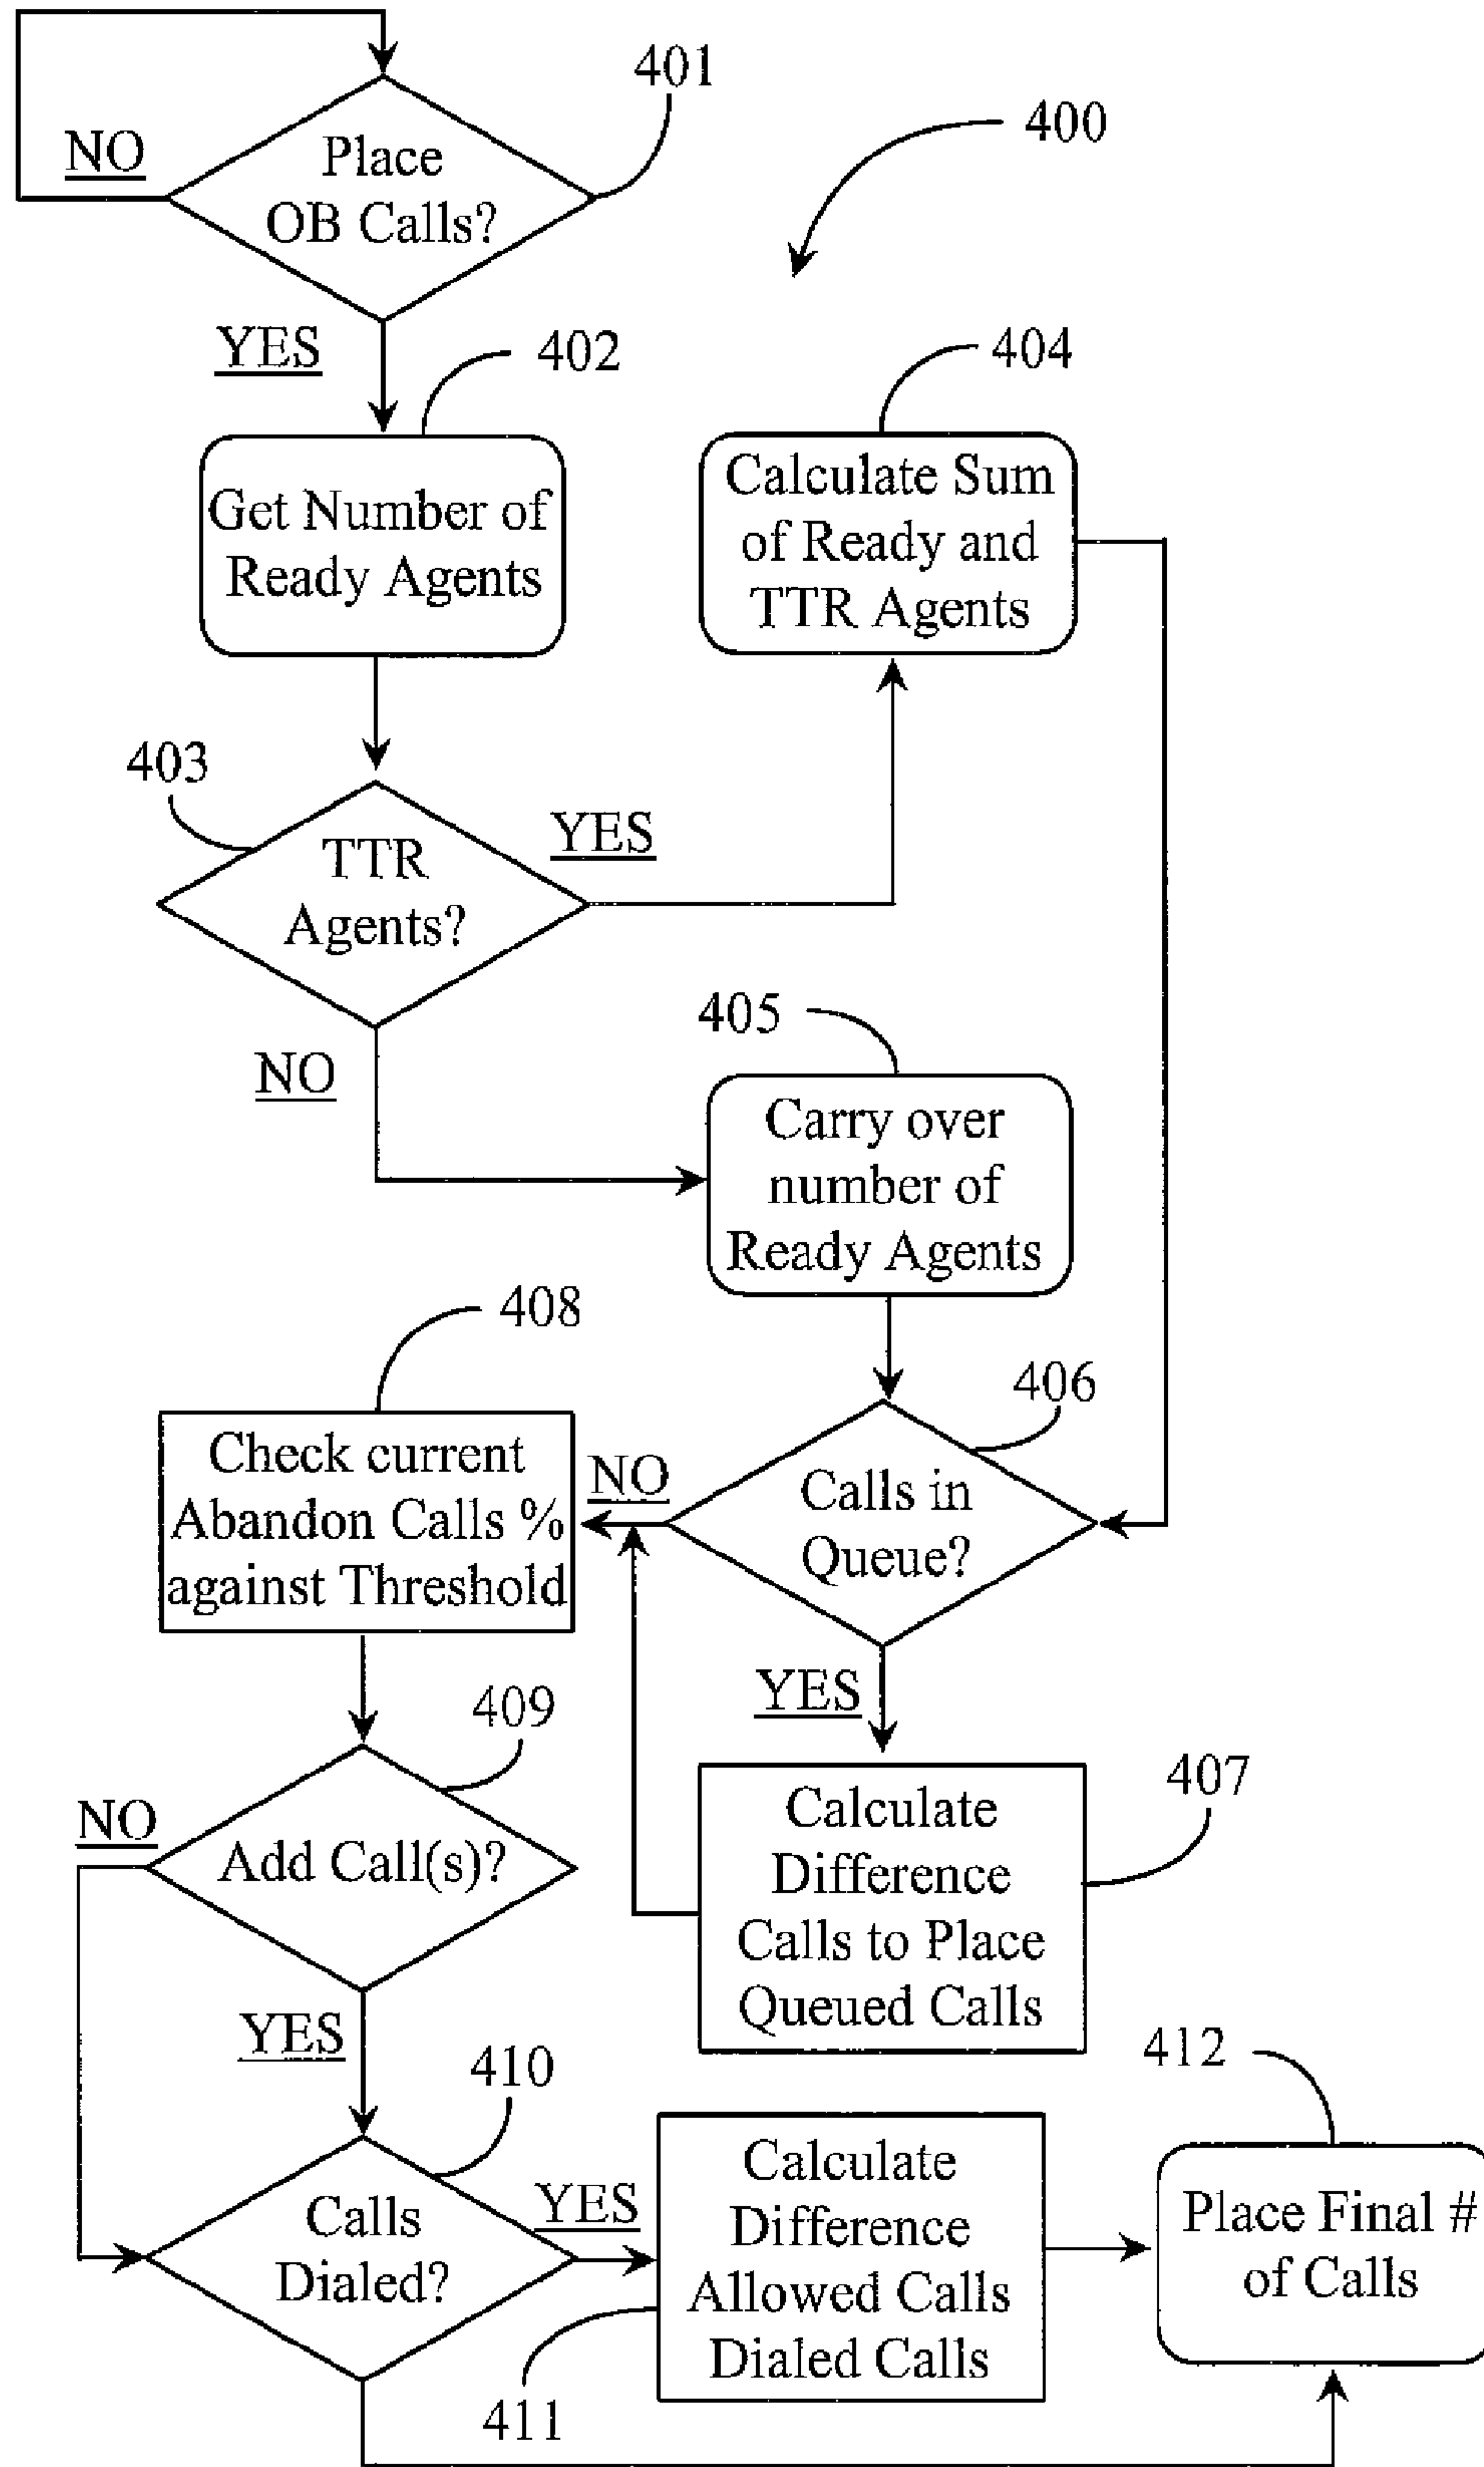 401
400
NO
Place
OB Calls?
YES
402
404
Get Number of
Ready Agents
Calculate Sum
of Ready and
TTR Agents
403
TTR
Agents?
YES
NO
405
Carry over
number of
Ready Agents
408
406
Check current
Abandon Calls %
against Threshold
NO
Calls in
Queue?
YES
409
407
NO
Add Call(s)?
Calculate
Difference
Calls to Place
Queued Calls
YES
410
412
Calls
Dialed?
YES
Calculate
Difference
Allowed Calls
Dialed Calls
411
Place Final #
of Calls